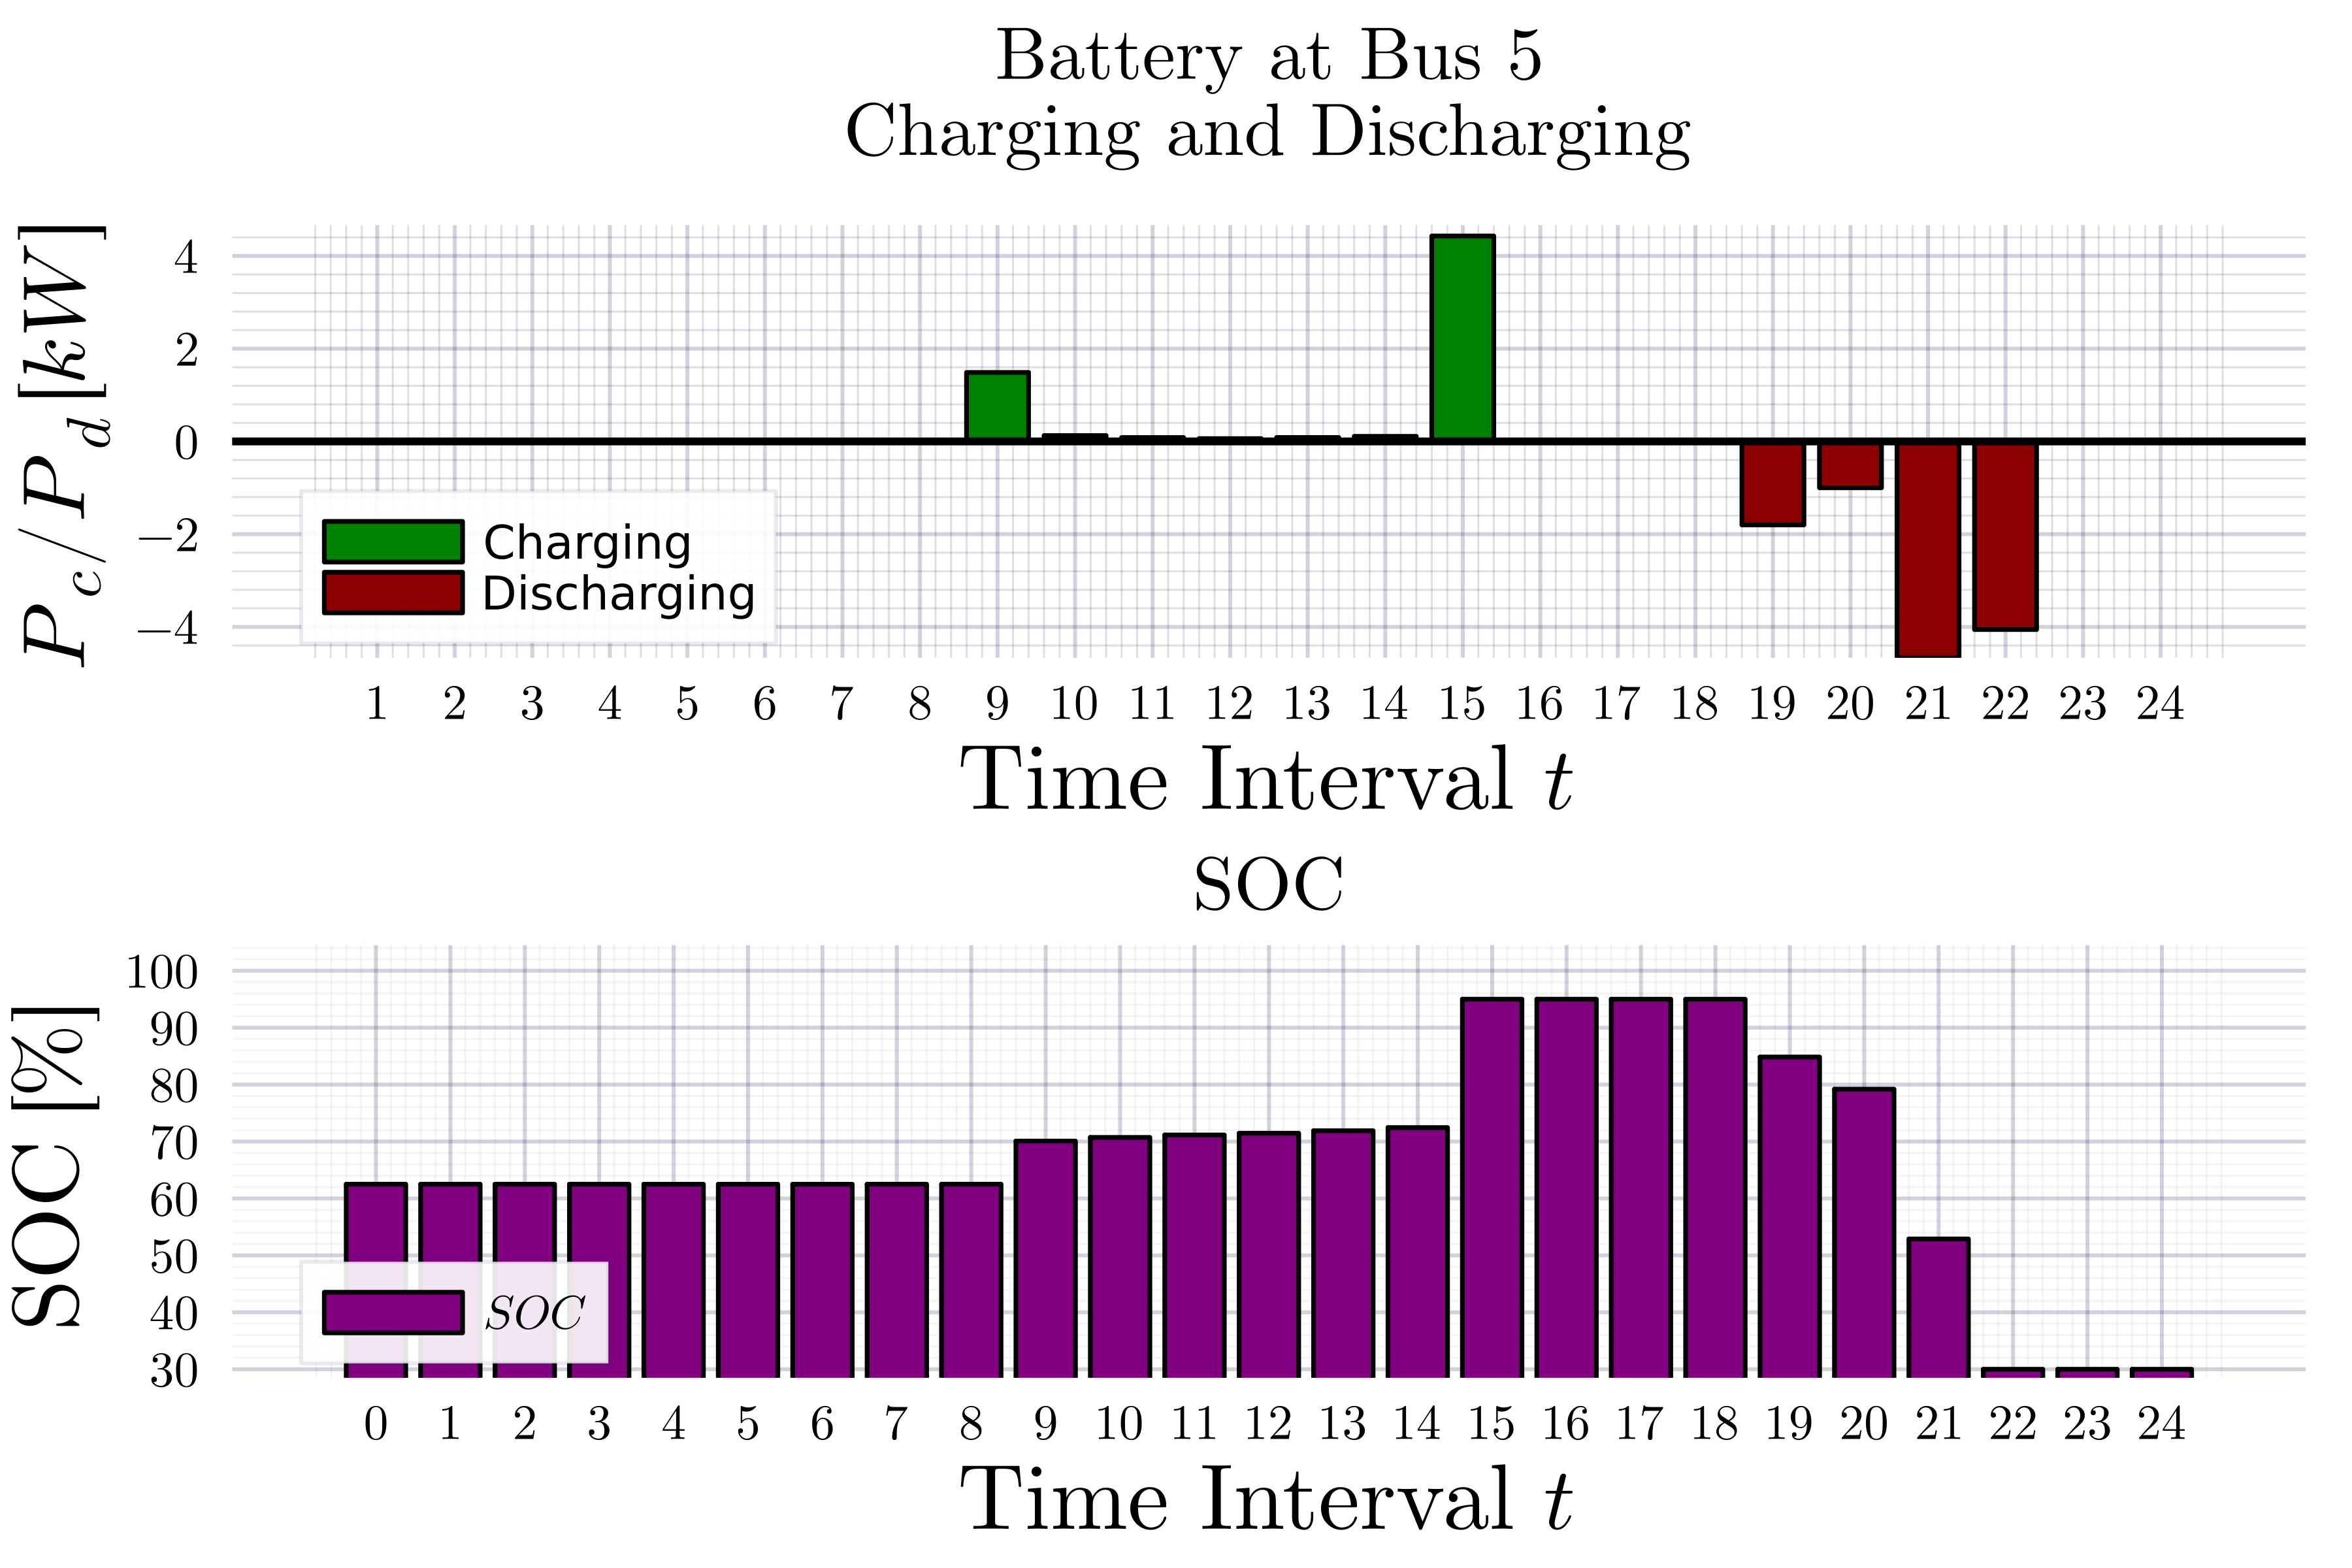 Battery at Bus 5
Charging and Discharging
P_c/P_d [kW]
4
2
0
−2
−4
Charging
Discharging
1 2 3 4 5 6 7 8 9 10 11 12 13 14 15 16 17 18 19 20 21 22 23 24
Time Interval t
SOC
SOC [%]
100
90
80
70
60
50
40
30
SOC
0 1 2 3 4 5 6 7 8 9 10 11 12 13 14 15 16 17 18 19 20 21 22 23 24
Time Interval t